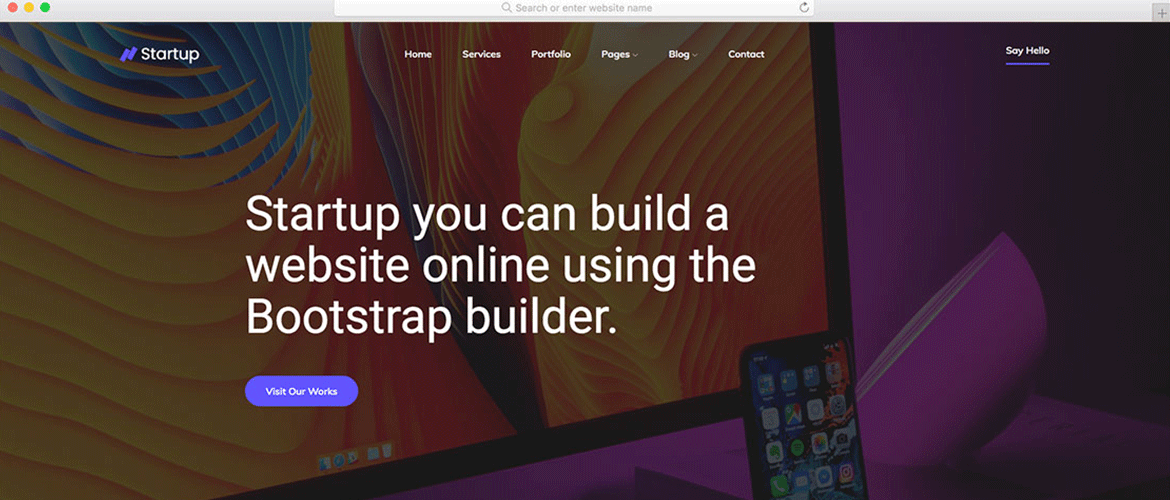 Search or enter website name
Startup
Home Services Portfolio Pages Blog Contact
Say Hello
Startup you can build a
website online using the
Bootstrap builder.
Visit Our Works